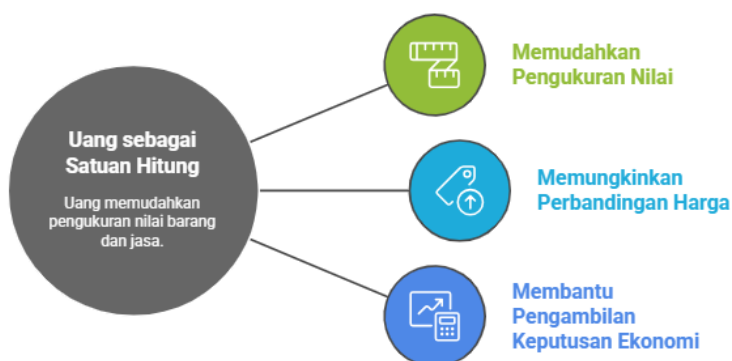 Uang sebagai
Satuan Hitung
Uang memudahkan
pengukuran nilai barang
dan jasa.
Memudahkan
Pengukuran Nilai
Memungkinkan
Perbandingan Harga
Membantu
Pengambilan
Keputusan Ekonomi